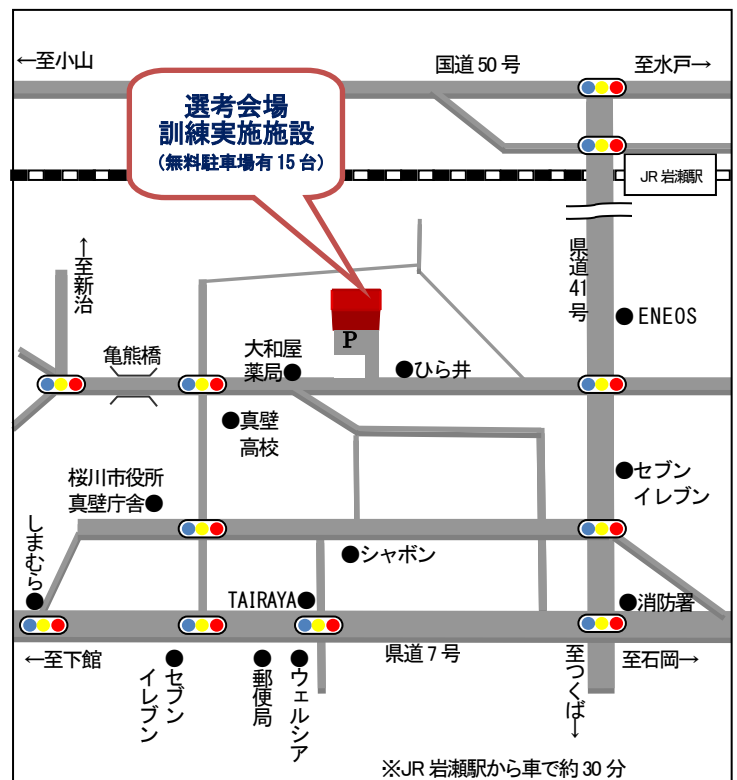 ←至小山
国道50号
至水戸→
選考会場
訓練実施施設
(無料駐車場有15台)
JR岩瀬駅
↑至新治
県道41号
ENEOS
亀熊橋
大和屋
薬局
P
ひら井
真壁
高校
桜川市役所
真壁庁舎
セブン
イレブン
しまむら
シャボン
TAIRAYA
消防署
←至下館
県道7号
至つくば→
至石岡→
セブン
イレブン
郵便局
ウェルシア
※JR岩瀬駅から車で約30分